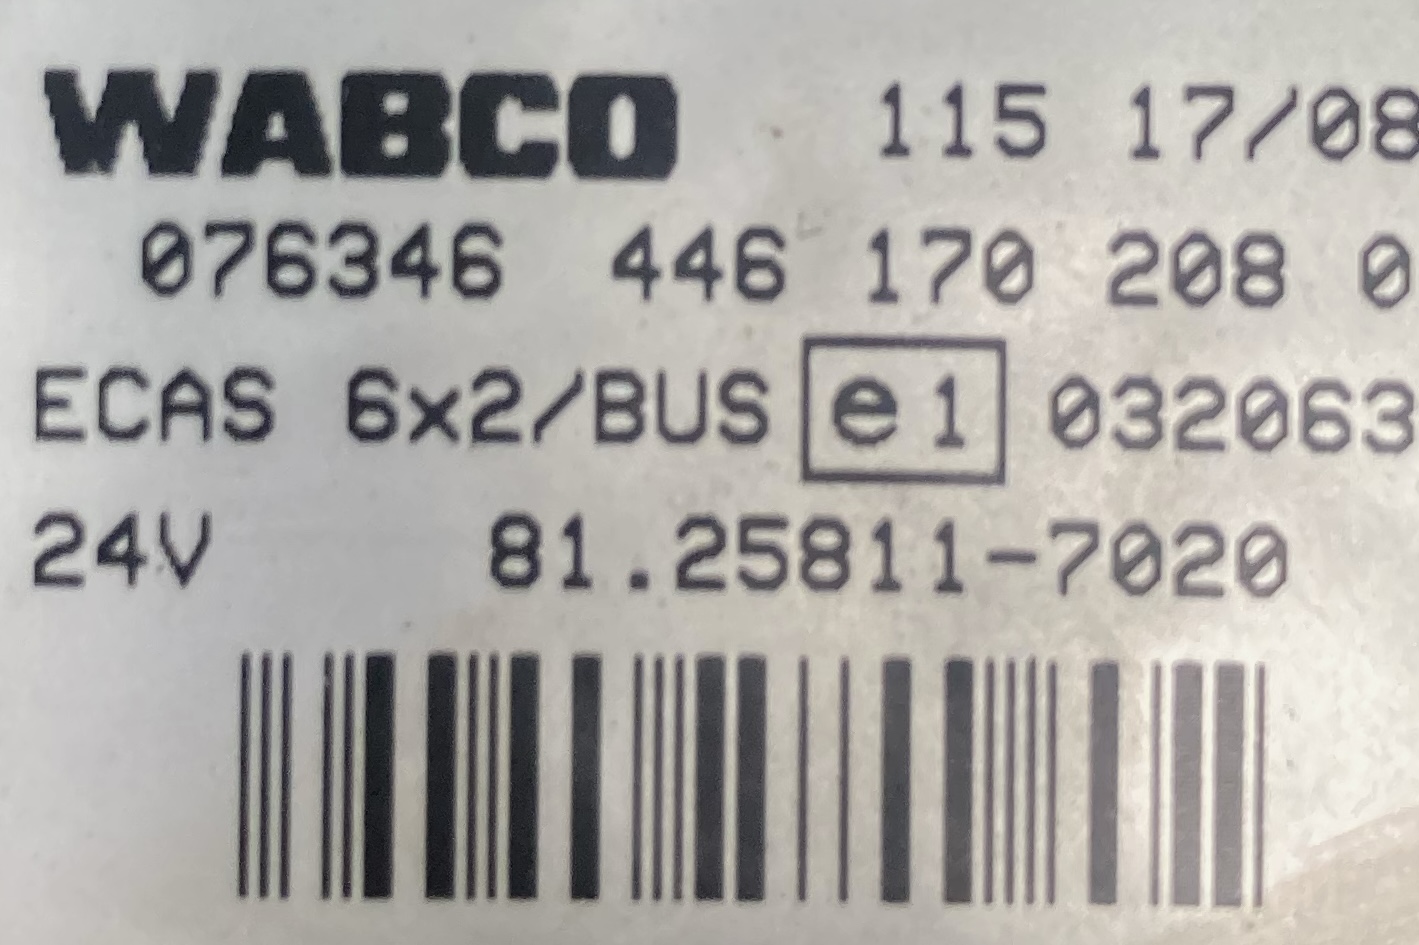 WABCO 115 17/08
076346 446 170 208 0
ECAS 6x2/BUS e1 032063
24V 81.25811-7020